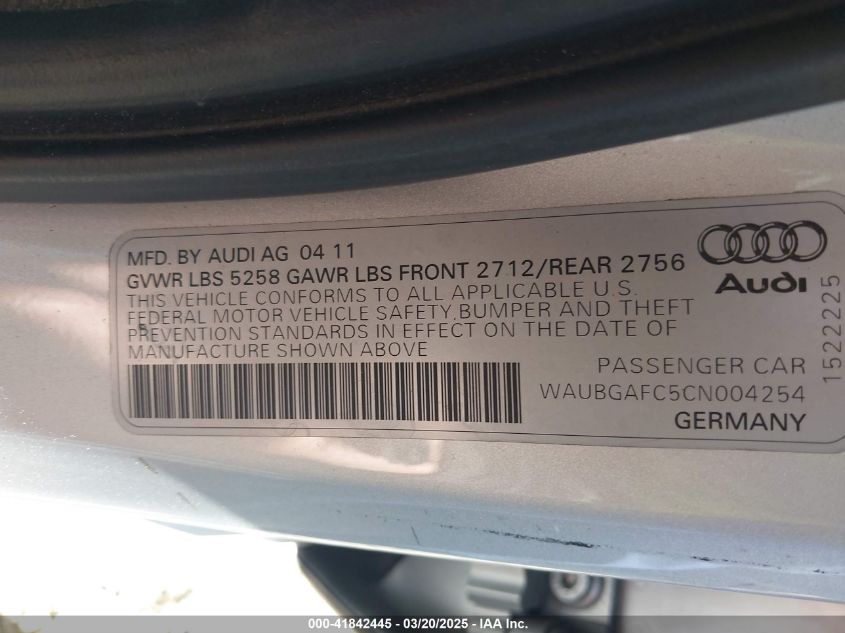 MFD. BY AUDI AG 04 11
GVWR LBS 5258 GAWR LBS FRONT 2712/REAR 2756
THIS VEHICLE CONFORMS TO ALL APPLICABLE U.S.
FEDERAL MOTOR VEHICLE SAFETY, BUMPER AND THEFT
PREVENTION STANDARDS IN EFFECT ON THE DATE OF
MANUFACTURE SHOWN ABOVE
Audi
PASSENGER CAR
WAUBGAFC5CN004254
GERMANY
1522225
00-41842445 - 03/20/2025 - IAA Inc.